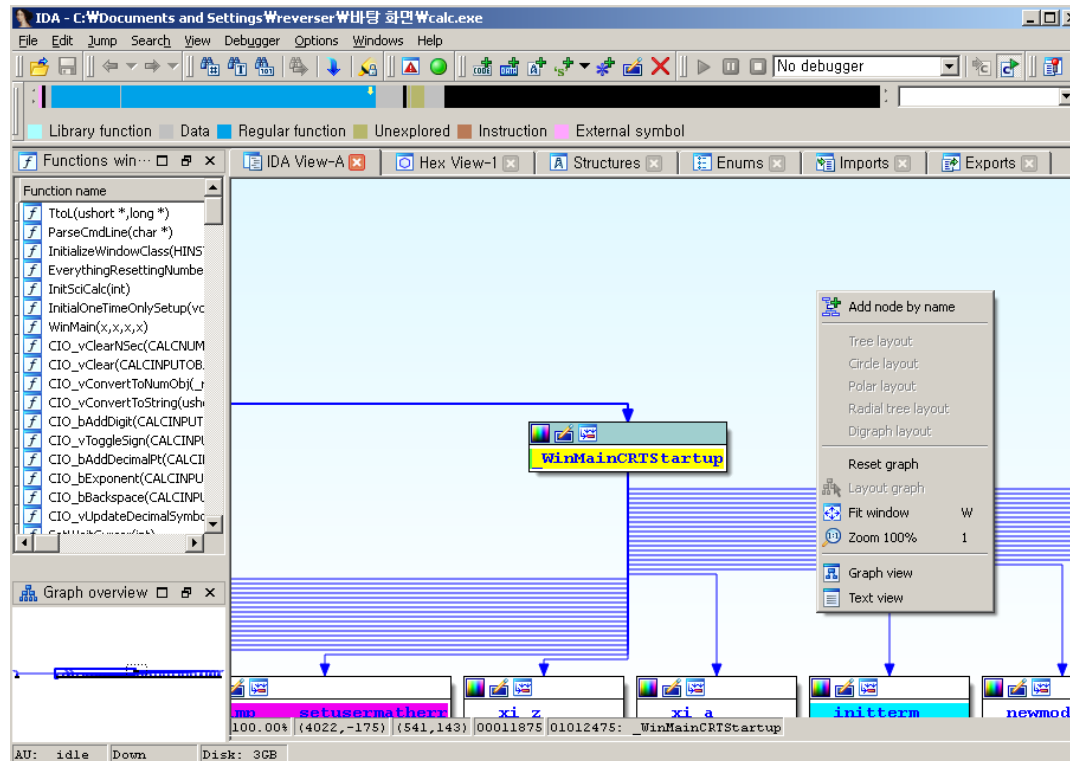 IDA - C:₩Documents and Settings₩reverser₩바탕 화면₩calc.exe
File Edit Jump Search View Debugger Options Windows Help
No debugger
Library function Data Regular function Unexplored Instruction External symbol
Functions win···
IDA View-A Hex View-1 Structures Enums Imports Exports
Function name
TtoL(ushort *,long *)
ParseCmdLine(char *)
InitializeWindowClass(HINS
EverythingResettingNumbe
InitSciCalc(int)
InitialOneTimeOnlySetup(vo
WinMain(x,x,x,x)
CIO_vClearNSec(CALCNUM
CIO_vClear(CALCINPUTOB.
CIO_vConvertToNumObj(_r
CIO_vConvertToString(ush
CIO_bAddDigit(CALCINPUT
CIO_vToggleSign(CALCINPU
CIO_bAddDecimalPt(CALCI
CIO_bExponent(CALCINPU
CIO_bBackspace(CALCINPU
CIO_vUpdateDecimalSymbo
SetWaitCursor(int)
Add node by name
Tree layout
Circle layout
Polar layout
Radial tree layout
Digraph layout
Reset graph
Layout graph
Fit window W
Zoom 100% 1
Graph view
Text view
_WinMainCRTStartup
Graph overview
imp__setusermatherr
xi_z
xi_a
initterm
newmod
100.00% (4022,-175) (541,143) 00011875 01012475: _WinMainCRTStartup
AU: idle Down Disk: 3GB